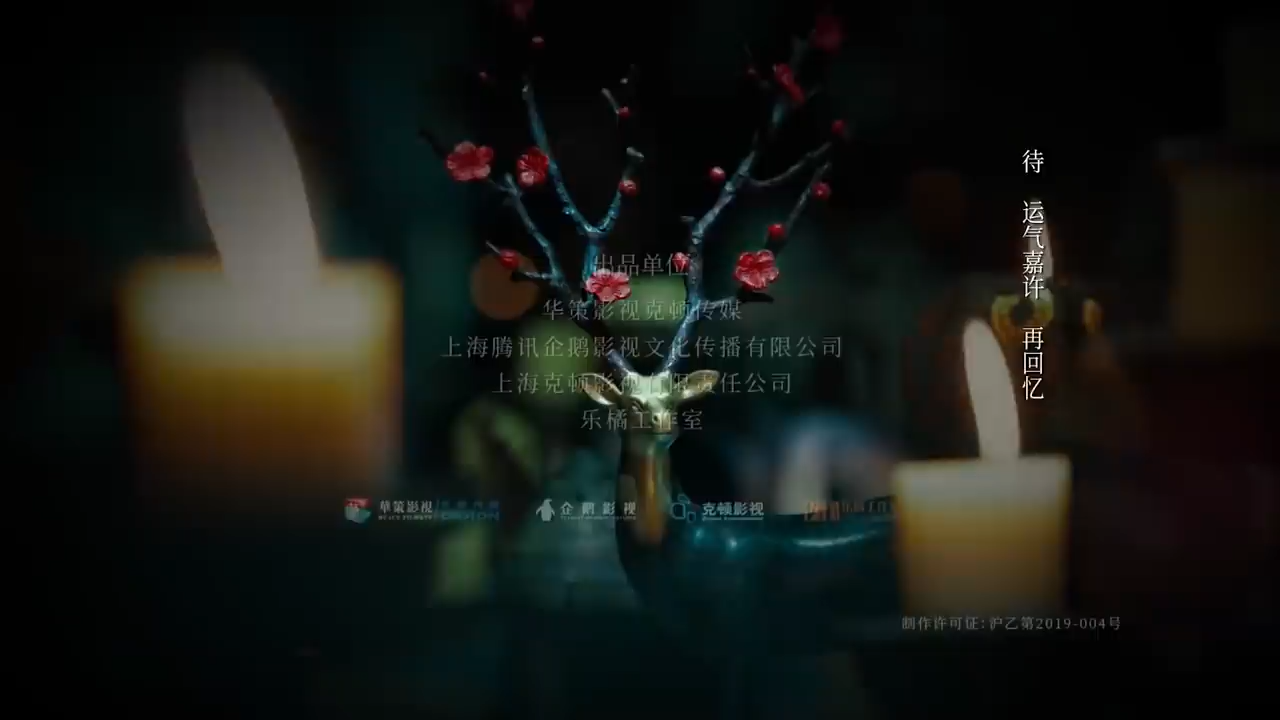 待 运气嘉许 再回忆
出品单位
华策影视克顿传媒
上海腾讯企鹅影视文化传播有限公司
上海克顿影视有限责任公司
乐橘工作室
華策影视
企鹅影视
克顿影视
制作许可证:沪乙第2019-004号